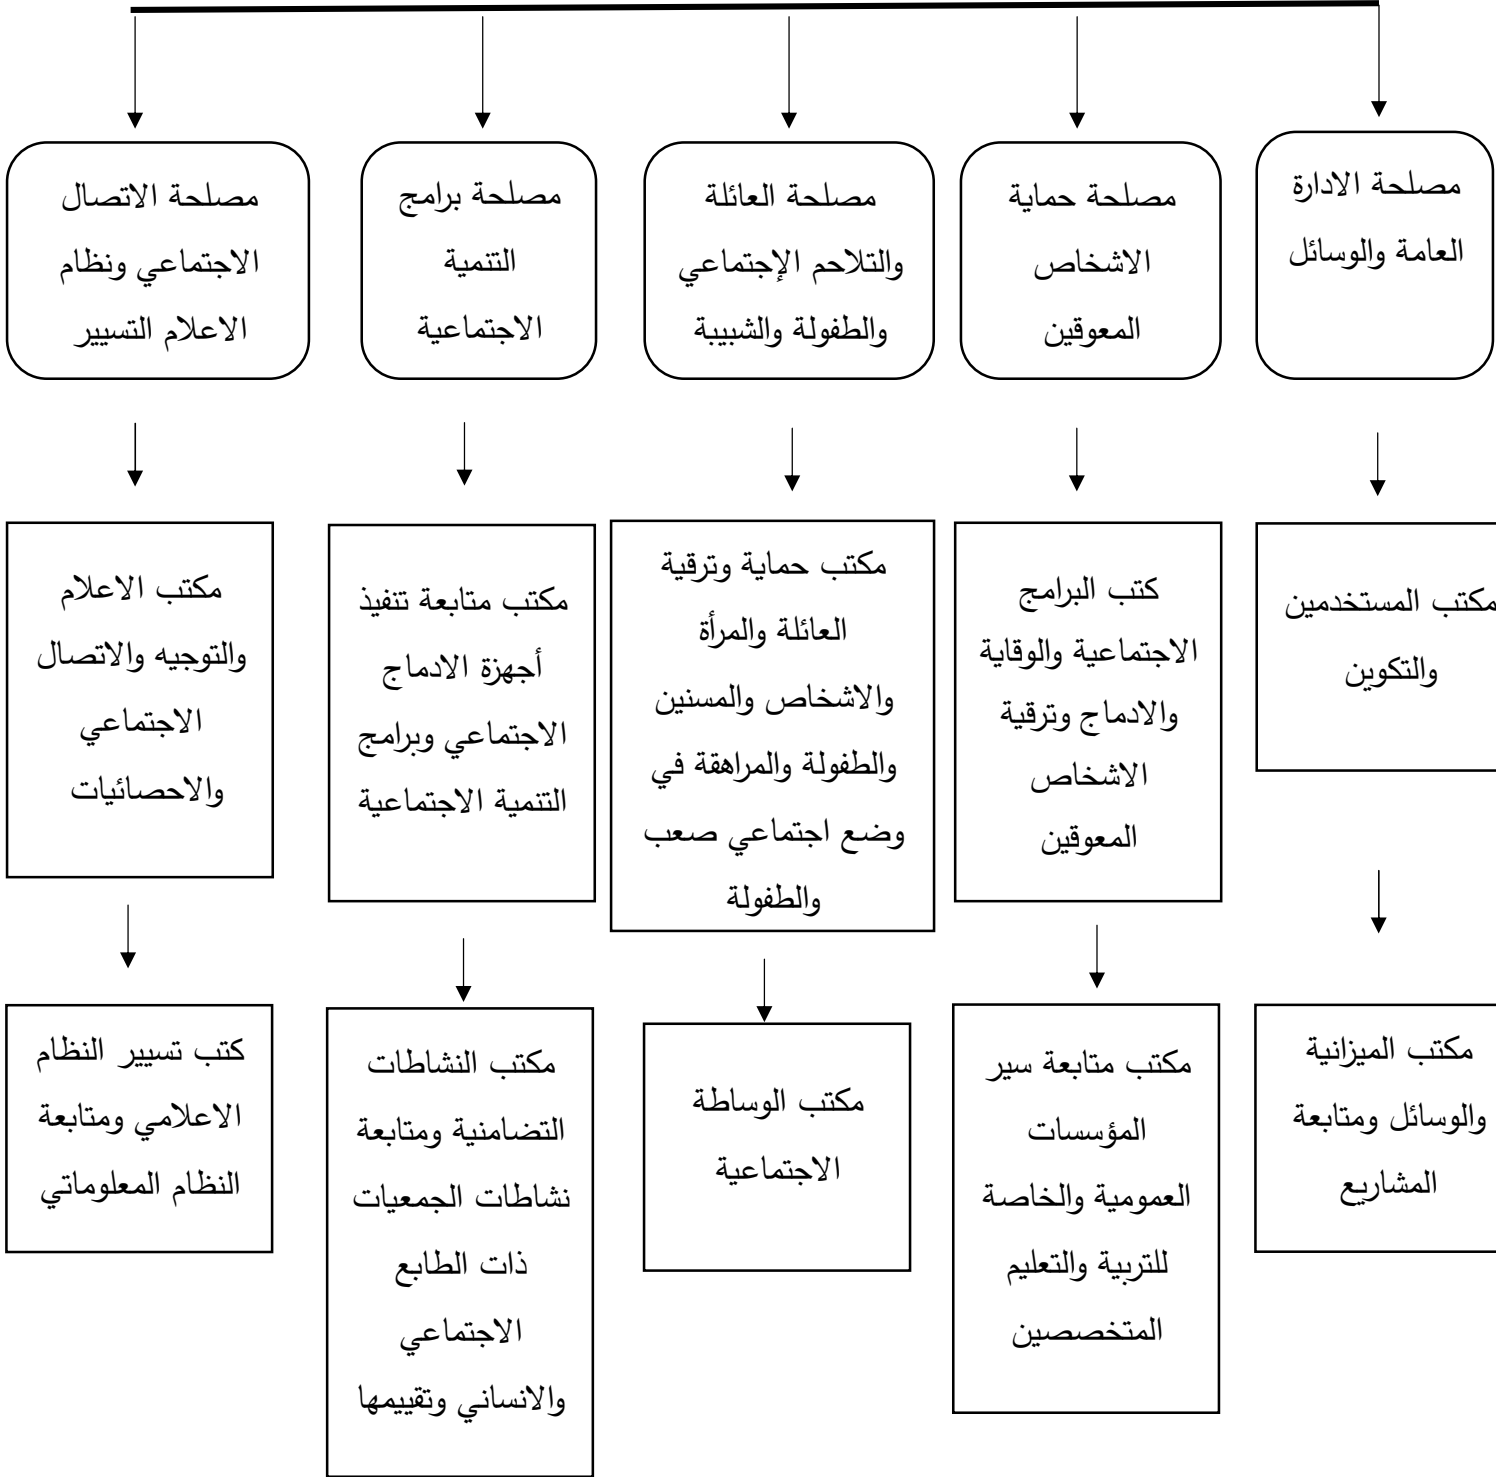 مصلحة الادارة
العامة والوسائل
مصلحة حماية
الاشخاص
المعوقين
مصلحة العائلة
والتلاحم الإجتماعي
والطفولة والشبيبة
مصلحة برامج
التنمية
الاجتماعية
مصلحة الاتصال
الاجتماعي ونظام
الاعلام التسيير
مكتب المستخدمين
والتكوين
كتب البرامج
الاجتماعية والوقاية
والادماج وترقية
الاشخاص
المعوقين
مكتب حماية وترقية
العائلة والمرأة
والاشخاص والمسنين
والطفولة والمراهقة في
وضع اجتماعي صعب
والطفولة
مكتب متابعة تنفيذ
أجهزة الادماج
الاجتماعي وبرامج
التنمية الاجتماعية
مكتب الاعلام
والتوجيه والاتصال
الاجتماعي
والاحصائيات
مكتب الميزانية
والوسائل ومتابعة
المشاريع
مكتب متابعة سير
المؤسسات
العمومية والخاصة
للتربية والتعليم
المتخصصين
مكتب الوساطة
الاجتماعية
مكتب النشاطات
التضامنية ومتابعة
نشاطات الجمعيات
ذات الطابع
الاجتماعي
والانساني وتقييمها
كتب تسيير النظام
الاعلامي ومتابعة
النظام المعلوماتي